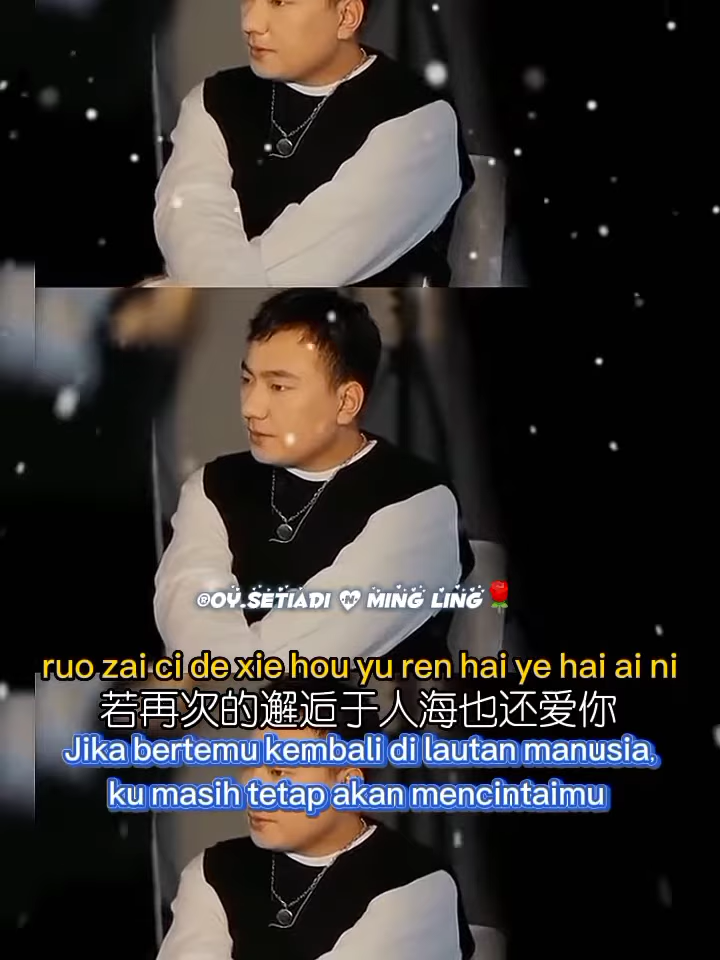 ®OY.SETIADI N MING LING🌹
ruo zai ci de xie hou yu ren hai ye hai ai ni
若再次的邂逅于人海也还爱你
Jika bertemu kembali di lautan manusia,
ku masih tetap akan mencintaimu